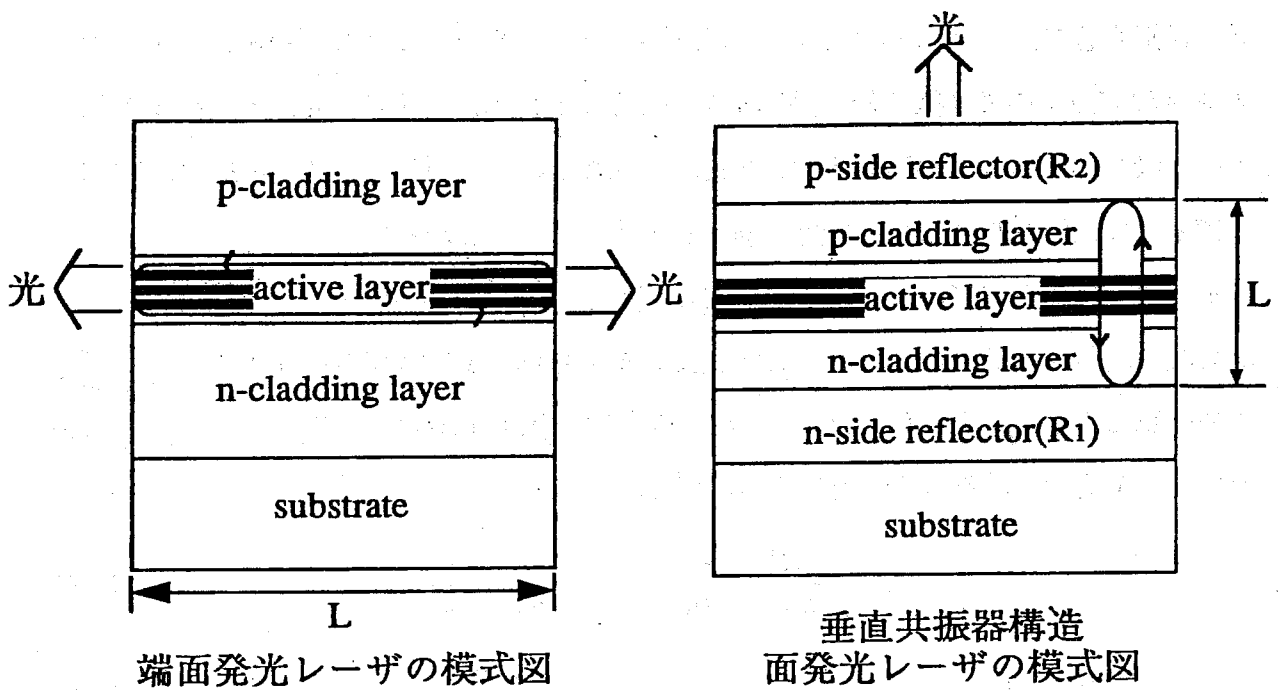 p-cladding layer
光
active layer
光
n-cladding layer
substrate
L
端面発光レーザの模式図
光
p-side reflector(R2)
p-cladding layer
active layer
L
n-cladding layer
n-side reflector(R1)
substrate
垂直共振器構造
面発光レーザの模式図